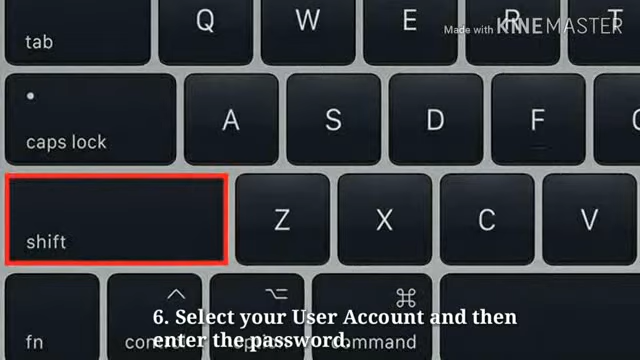 Q W E R T
Made with KINEMASTER
tab
A S D F
caps lock
Z X C V
shift
6. Select your User Account and then
enter the password.
fn control option command